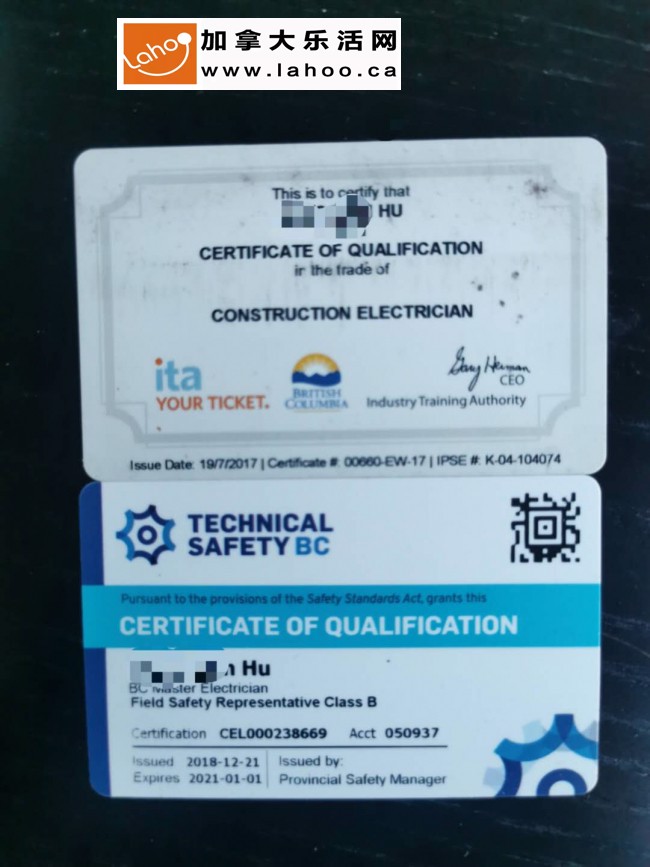 Lahoo
加拿大乐活网
www.lahoo.ca
This is to certify that
HU
CERTIFICATE OF QUALIFICATION
in the trade of
CONSTRUCTION ELECTRICIAN
ita
YOUR TICKET.
BRITISH
COLUMBIA
Gary Herman
CEO
Industry Training Authority
Issue Date: 19/7/2017 | Certificate #: 00660-EW-17 | IPSE #: K-04-104074
TECHNICAL
SAFETY BC
Pursuant to the provisions of the Safety Standards Act, grants this
CERTIFICATE OF QUALIFICATION
Hu
BC Master Electrician
Field Safety Representative Class B
Certification CEL000238669 Acct 050937
Issued 2018-12-21 Issued by:
Expires 2021-01-01 Provincial Safety Manager